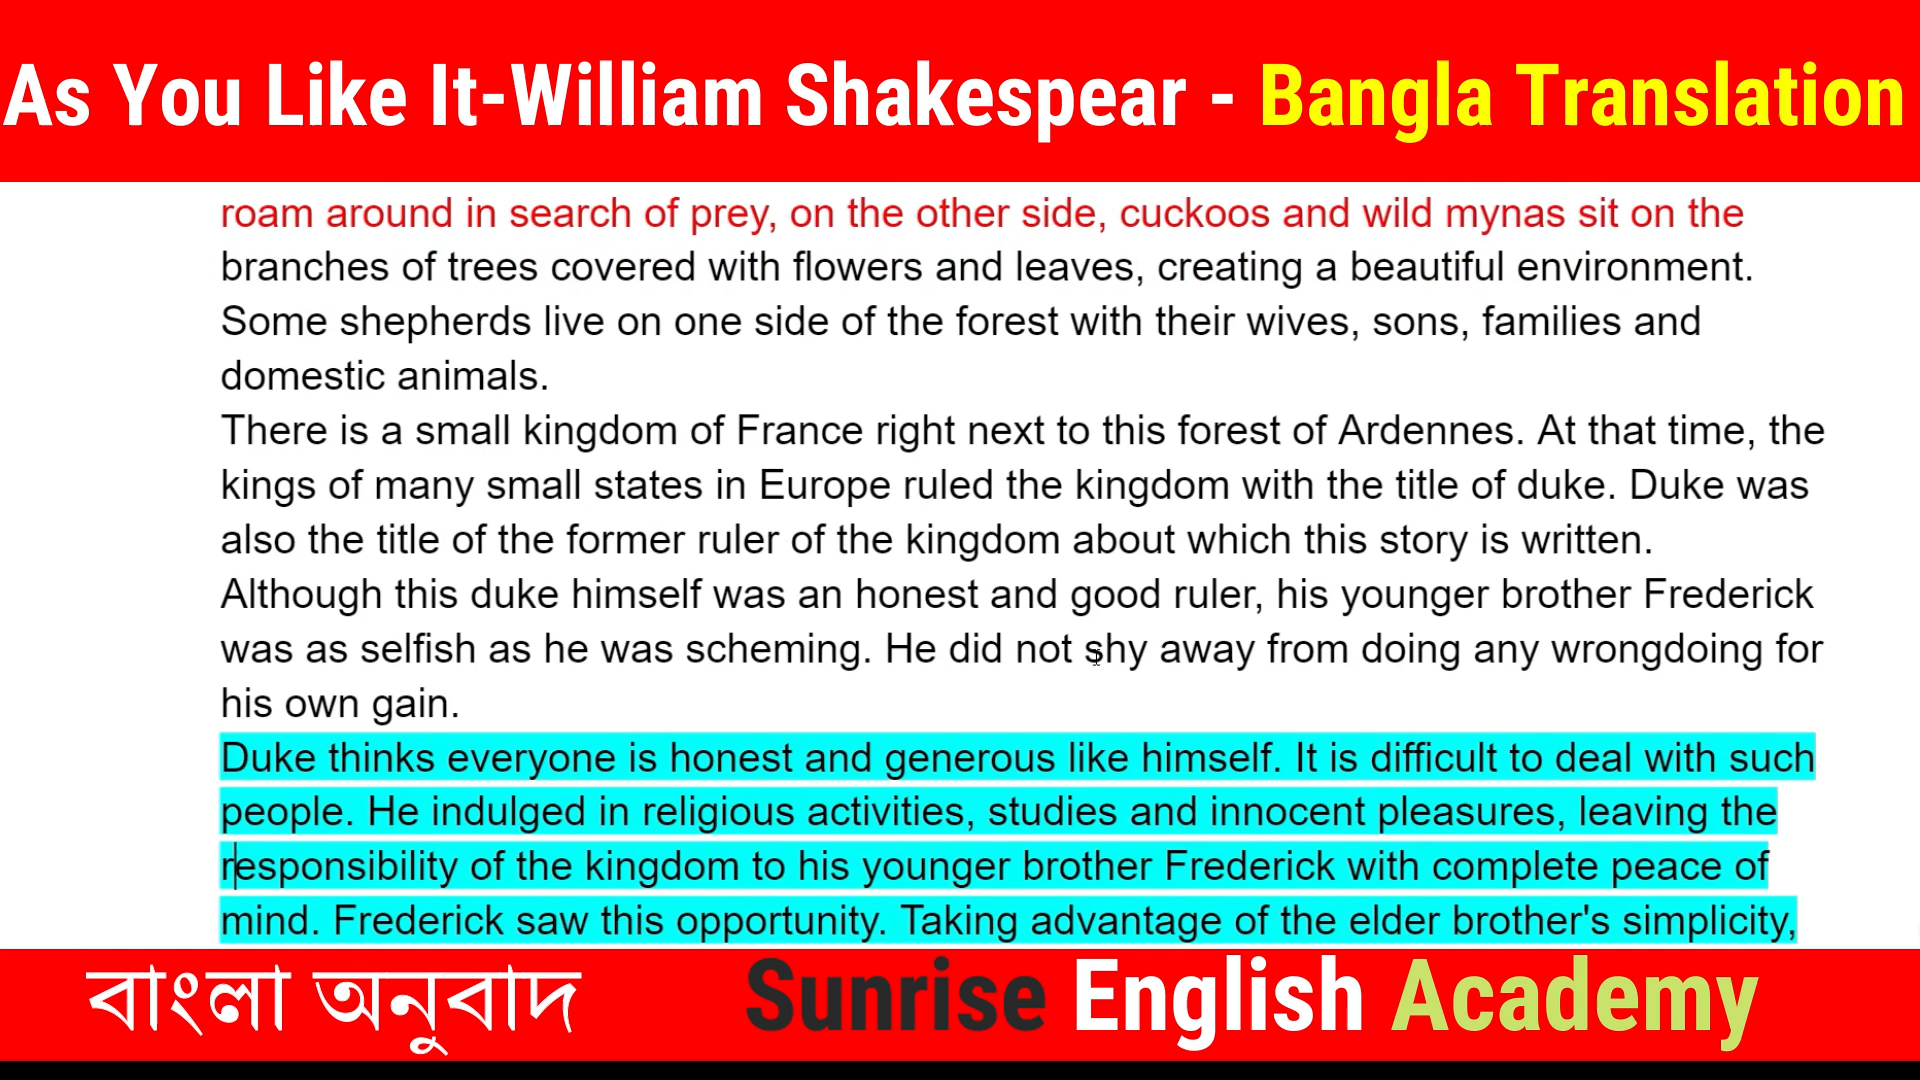 As You Like It-William Shakespear - Bangla Translation
roam around in search of prey, on the other side, cuckoos and wild mynas sit on the
branches of trees covered with flowers and leaves, creating a beautiful environment.
Some shepherds live on one side of the forest with their wives, sons, families and
domestic animals.
There is a small kingdom of France right next to this forest of Ardennes. At that time, the
kings of many small states in Europe ruled the kingdom with the title of duke. Duke was
also the title of the former ruler of the kingdom about which this story is written.
Although this duke himself was an honest and good ruler, his younger brother Frederick
was as selfish as he was scheming. He did not shy away from doing any wrongdoing for
his own gain.
Duke thinks everyone is honest and generous like himself. It is difficult to deal with such
people. He indulged in religious activities, studies and innocent pleasures, leaving the
responsibility of the kingdom to his younger brother Frederick with complete peace of
mind. Frederick saw this opportunity. Taking advantage of the elder brother's simplicity,
বাংলা অনুবাদ Sunrise English Academy